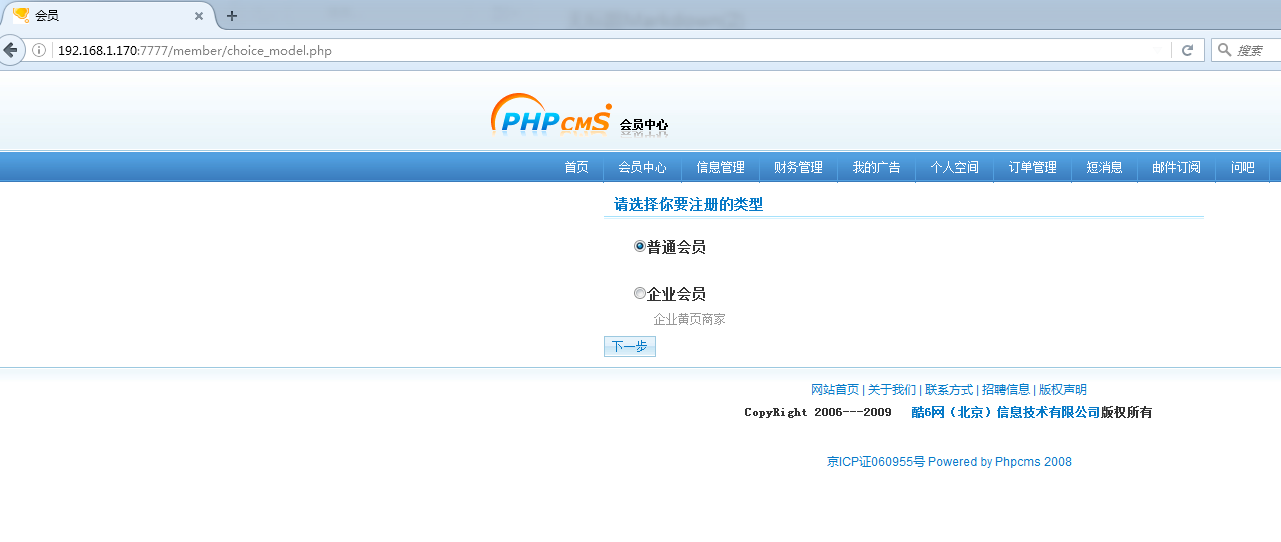 会员
192.168.1.170:7777/member/choice_model.php
搜索
PHPCMS 会员中心
首页 会员中心 信息管理 财务管理 我的广告 个人空间 订单管理 短消息 邮件订阅 问吧
请选择你要注册的类型
普通会员
企业会员
企业黄页商家
下一步
网站首页 | 关于我们 | 联系方式 | 招聘信息 | 版权声明
CopyRight 2006---2009 酷6网（北京）信息技术有限公司版权所有
京ICP证060955号 Powered by Phpcms 2008